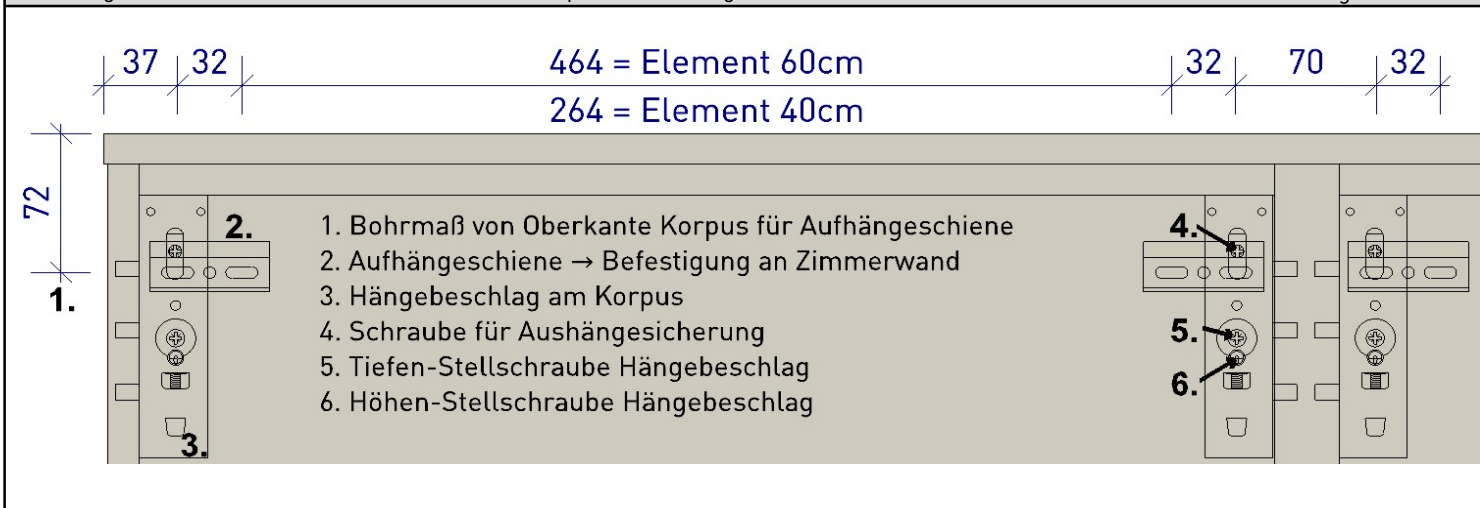 37 32 464 = Element 60cm 32 70 32
264 = Element 40cm
72
1. Bohrmaß von Oberkante Korpus für Aufhängeschiene
2. Aufhängeschiene → Befestigung an Zimmerwand
3. Hängebeschlag am Korpus
4. Schraube für Aushängesicherung
5. Tiefen-Stellschraube Hängebeschlag
6. Höhen-Stellschraube Hängebeschlag
1.
2.
3.
4.
5.
6.